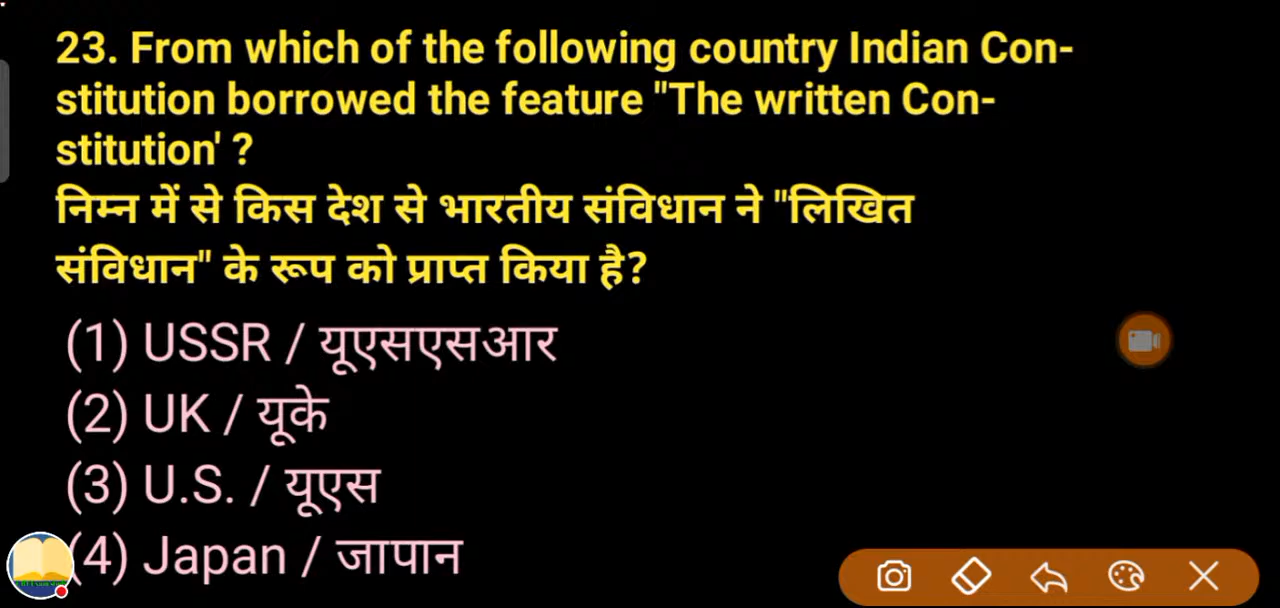 23. From which of the following country Indian Con-
stitution borrowed the feature "The written Con-
stitution' ?
निम्न में से किस देश से भारतीय संविधान ने "लिखित
संविधान" के रूप को प्राप्त किया है?
(1) USSR / यूएसएसआर
(2) UK / यूके
(3) U.S. / यूएस
(4) Japan / जापान